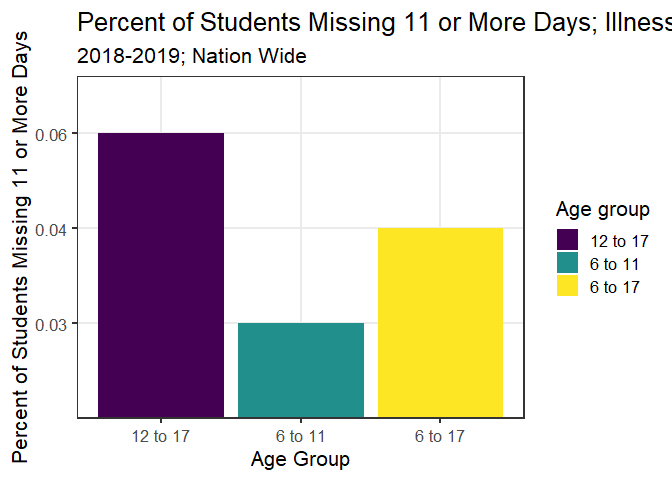 Percent of Students Missing 11 or More Days; Illness
2018-2019; Nation Wide
Percent of Students Missing 11 or More Days
0.06
0.04
0.03
12 to 17
6 to 11
6 to 17
Age Group
Age group
12 to 17
6 to 11
6 to 17